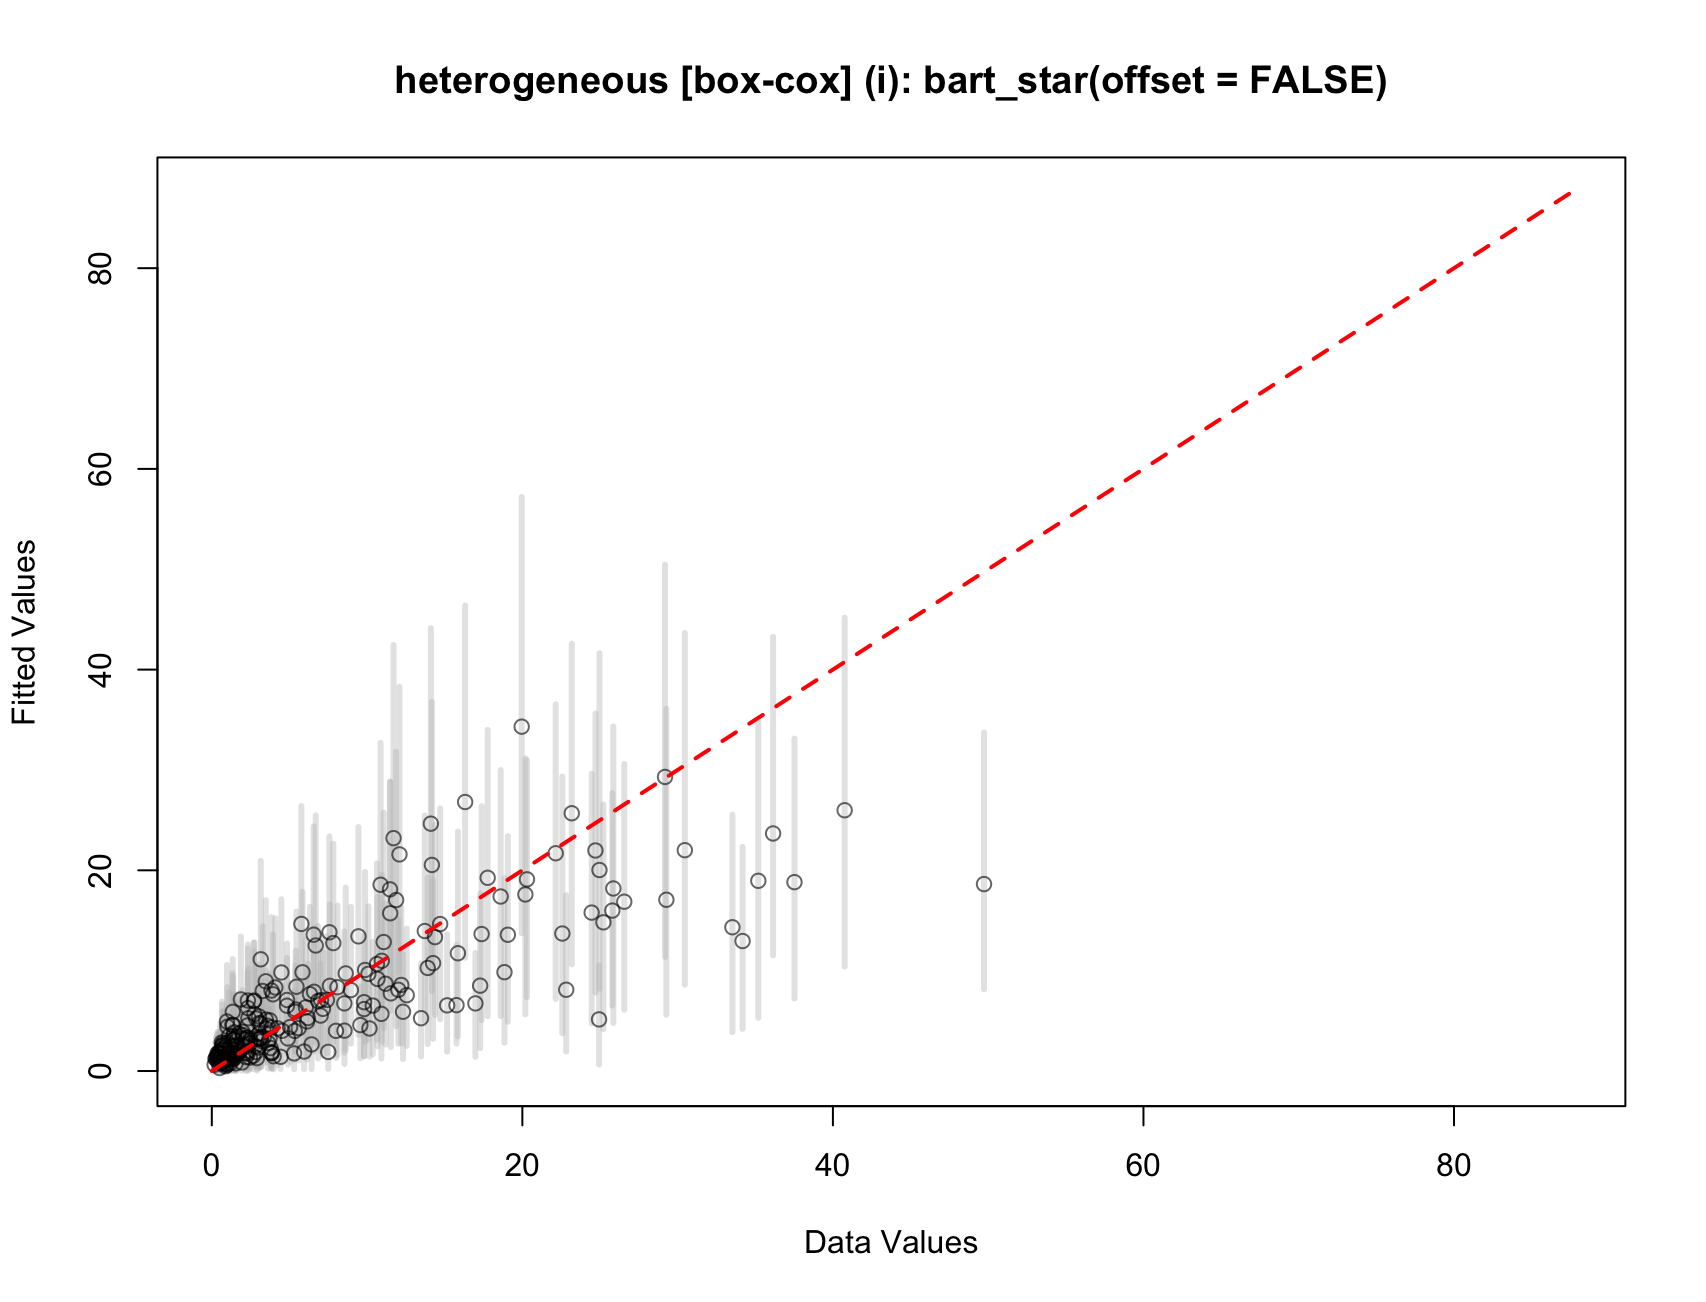 heterogeneous [box-cox] (i): bart_star(offset = FALSE)
80
60
40
20
0
Fitted Values
0 20 40 60 80
Data Values